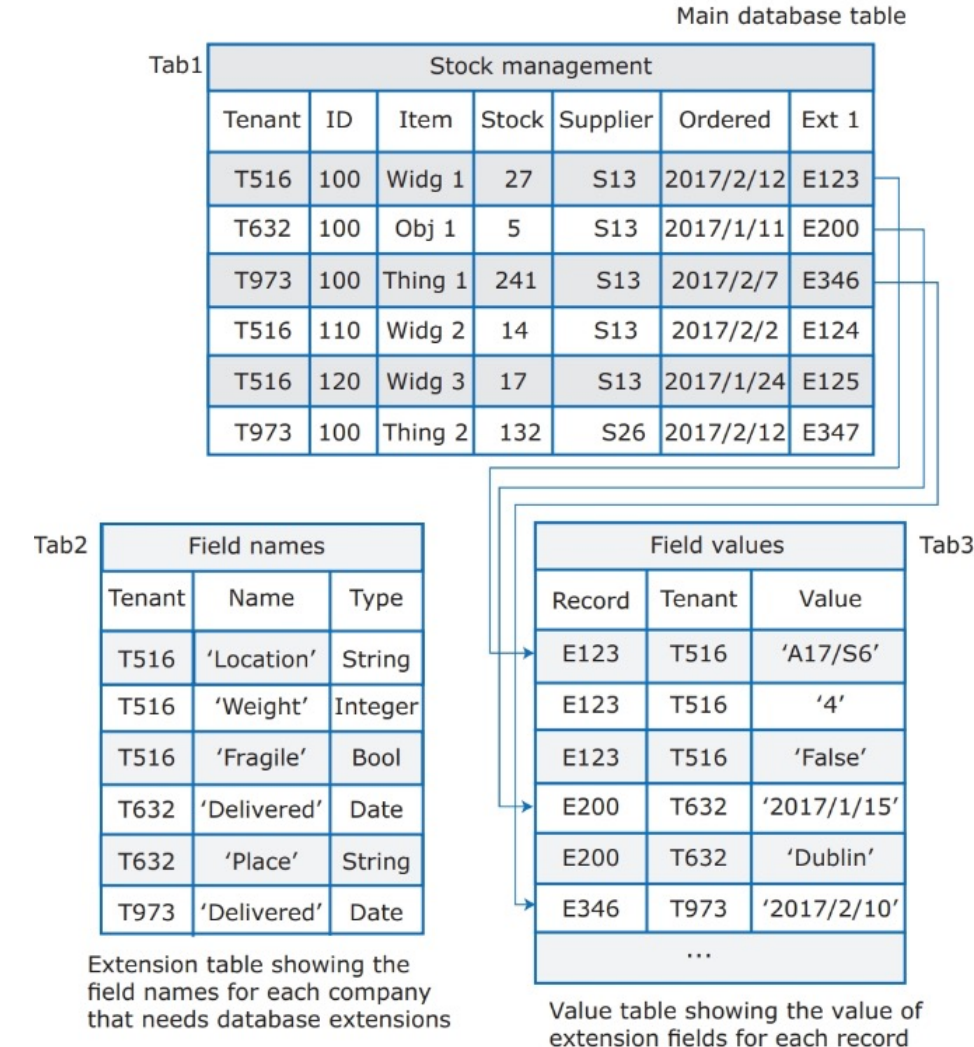 Main database table
Tab1
Stock management
Tenant ID Item Stock Supplier Ordered Ext 1
T516 100 Widg 1 27 S13 2017/2/12 E123
T632 100 Obj 1 5 S13 2017/1/11 E200
T973 100 Thing 1 241 S13 2017/2/7 E346
T516 110 Widg 2 14 S13 2017/2/2 E124
T516 120 Widg 3 17 S13 2017/1/24 E125
T973 100 Thing 2 132 S26 2017/2/12 E347
Tab2
Field names
Tenant Name Type
T516 ‘Location’ String
T516 ‘Weight’ Integer
T516 ‘Fragile’ Bool
T632 ‘Delivered’ Date
T632 ‘Place’ String
T973 ‘Delivered’ Date
Extension table showing the
field names for each company
that needs database extensions
Field values
Tab3
Record Tenant Value
E123 T516 ‘A17/S6’
E123 T516 ‘4’
E123 T516 ‘False’
E200 T632 ‘2017/1/15’
E200 T632 ‘Dublin’
E346 T973 ‘2017/2/10’
...
Value table showing the value of
extension fields for each record